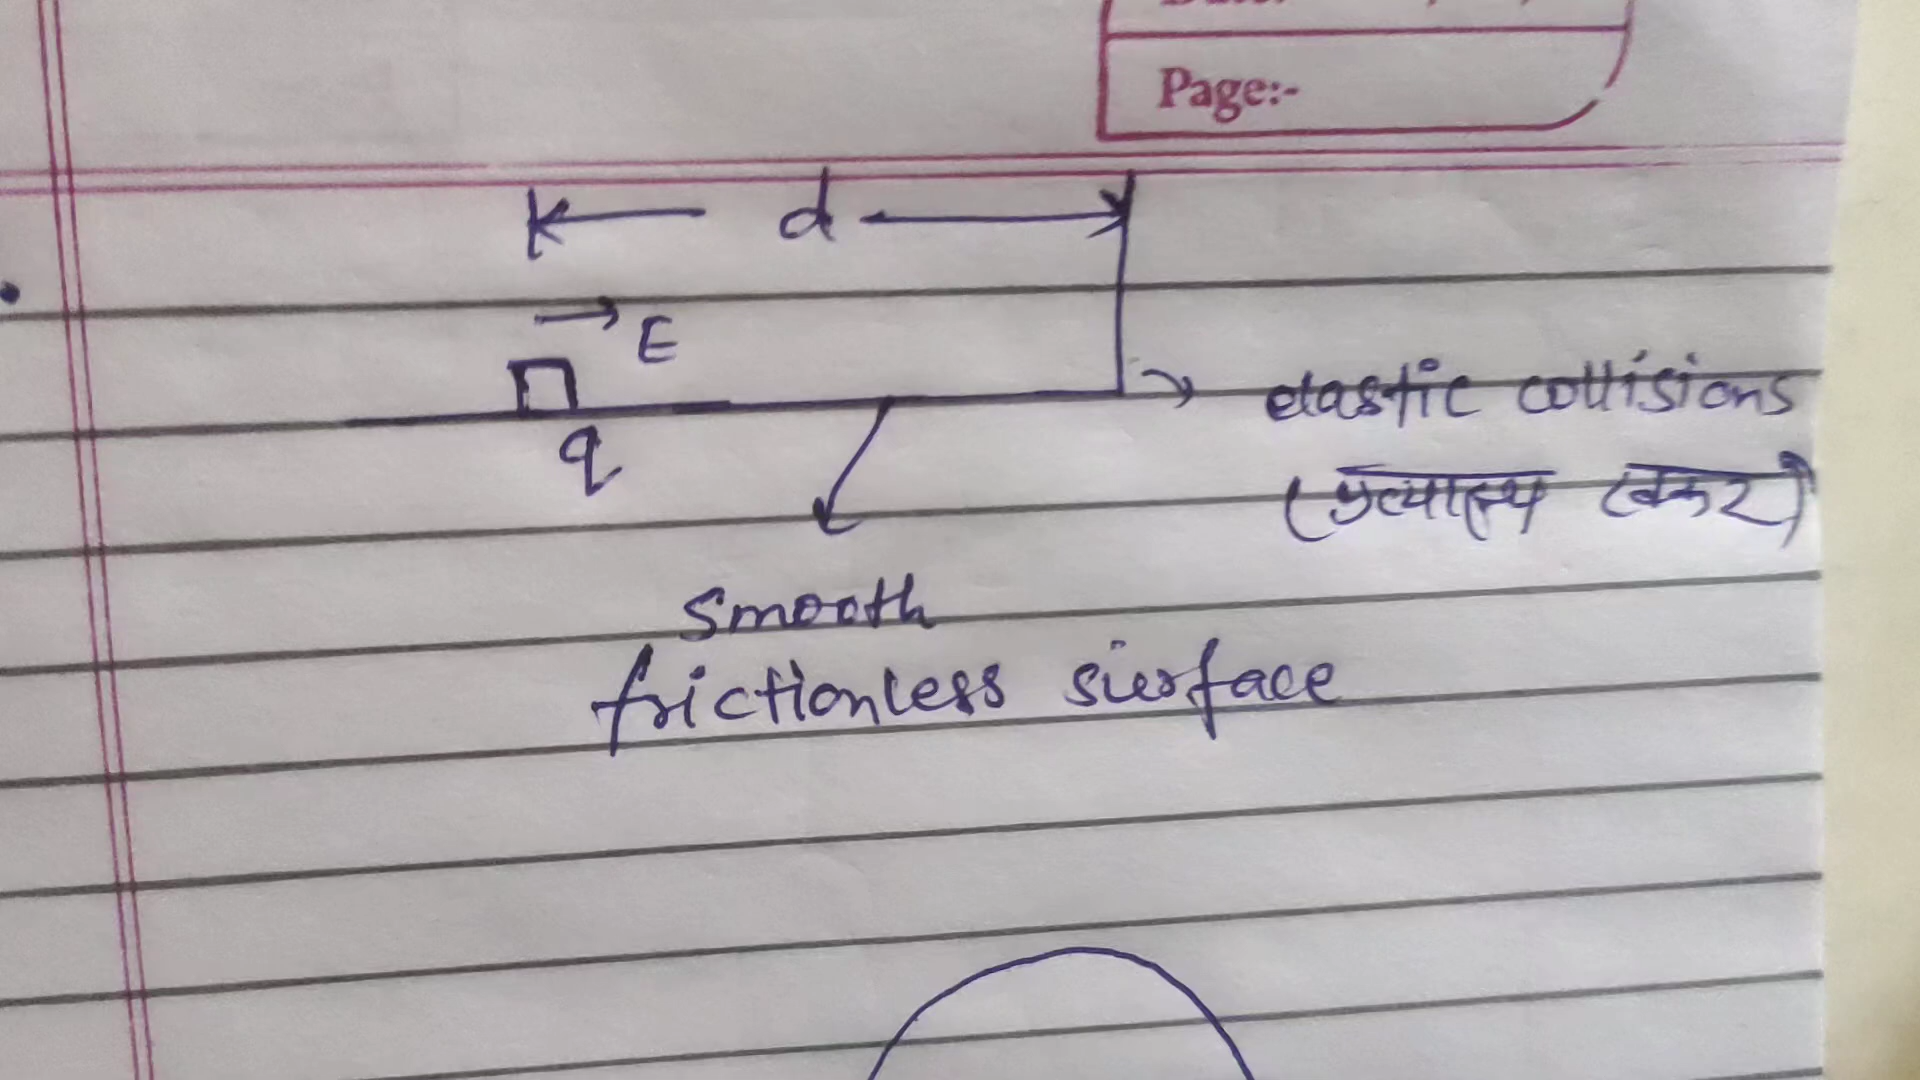 Page:-
d
E
q
elastic collisions
(प्रत्यास्थ टक्कर)
smooth
frictionless surface